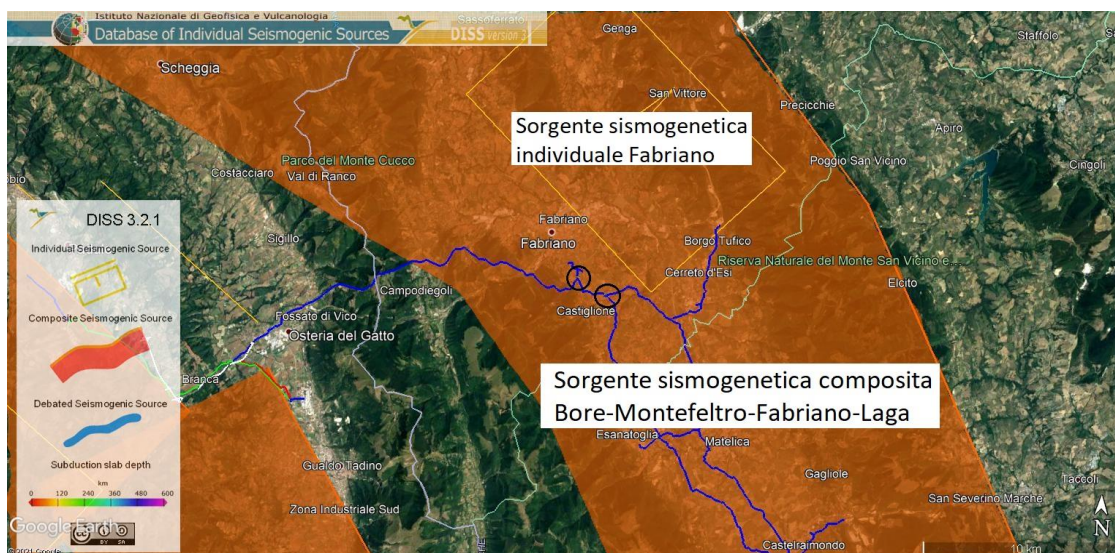 Istituto Nazionale di Geofisica e Vulcanologia
Database of Individual Seismogenic Sources
DISS version 3
Sassoferrato
Genga
Staffolo
Scheggia
San Vittore
Precicchie
Sorgente sismogenetica
individuale Fabriano
Apiro
Parco del Monte Cucco
Costacciaro
Val di Ranco
Poggio San Vicino
Cingoli
DISS 3.2.1
Fabriano
Fabriano
Sigillo
Borgo Tufico
Individual Seismogenic Source
Riserva Naturale del Monte San Vicino e...
Cerreto d'Esi
Elcito
Campodiegoli
Castiglione
Composite Seismogenic Source
Fossato di Vico
Osteria del Gatto
Branca
Sorgente sismogenetica composita
Bore-Montefeltro-Fabriano-Laga
Debated Seismogenic Source
Esanatoglia
Matelica
Subduction slab depth
Gualdo Tadino
Gagliole
Taccoli
km
0 120 240 360 480 600
San Severino Marche
Zona Industriale Sud
Google Earth
CC BY SA
N
Castelraimondo
10 km